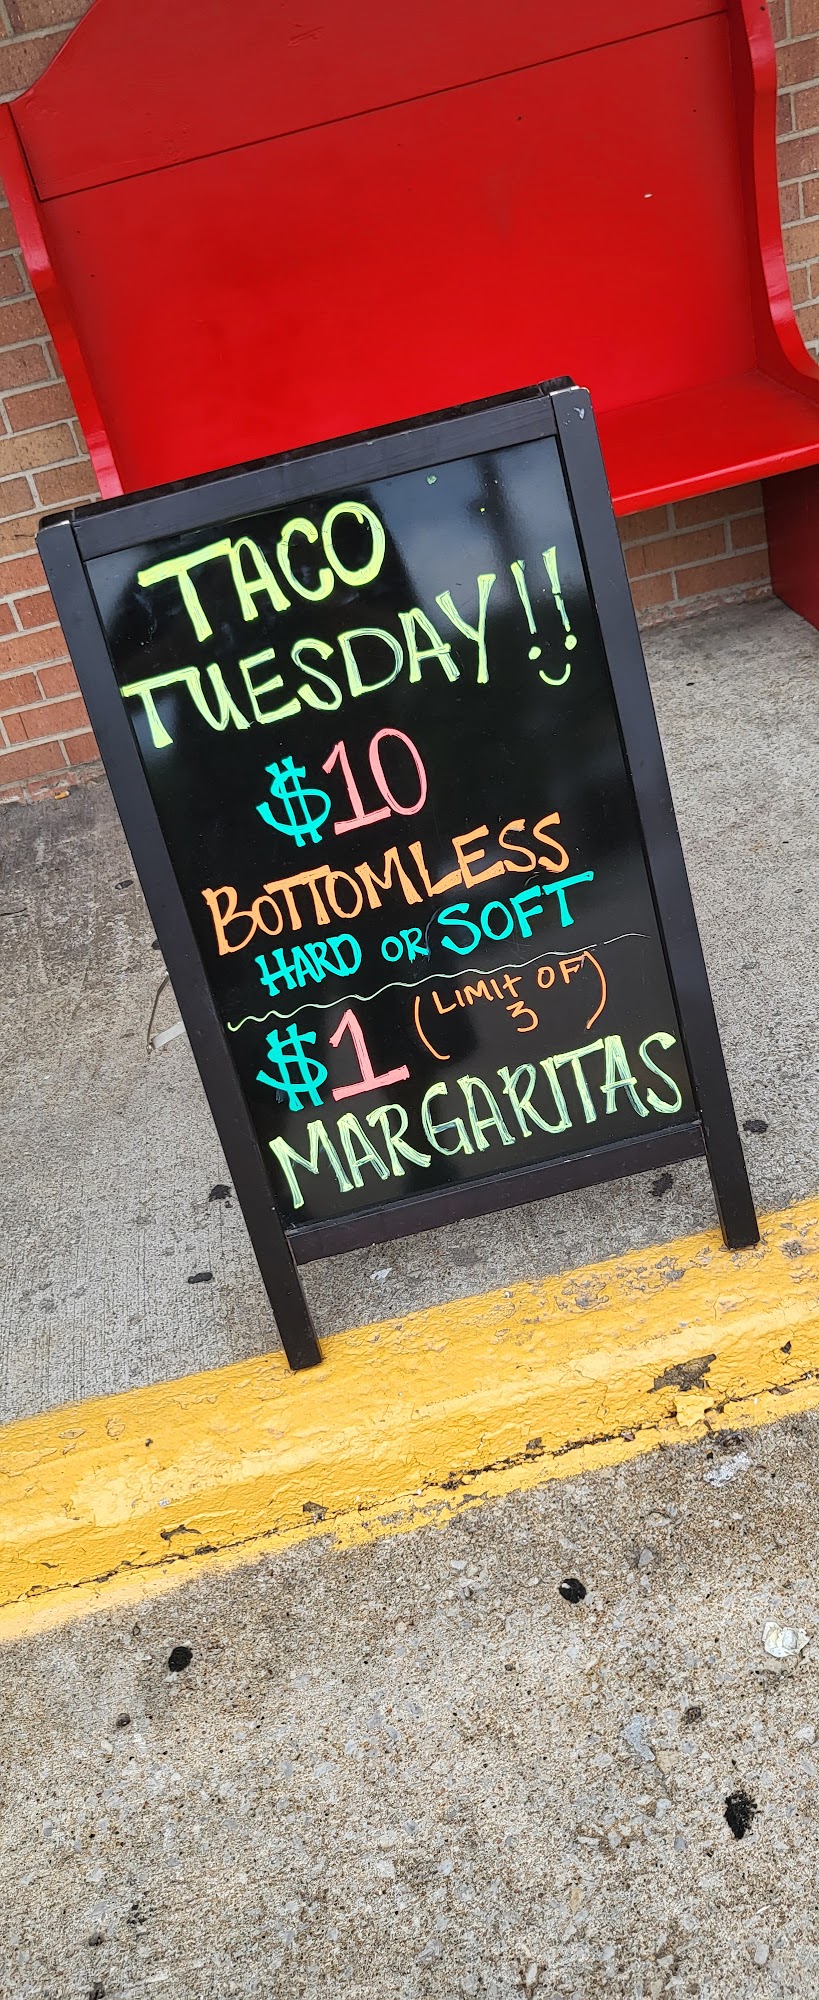 TACO
TUESDAY!!
$10
BOTTOMLESS
HARD OR SOFT
$1 (LIMIT OF 3)
MARGARITAS